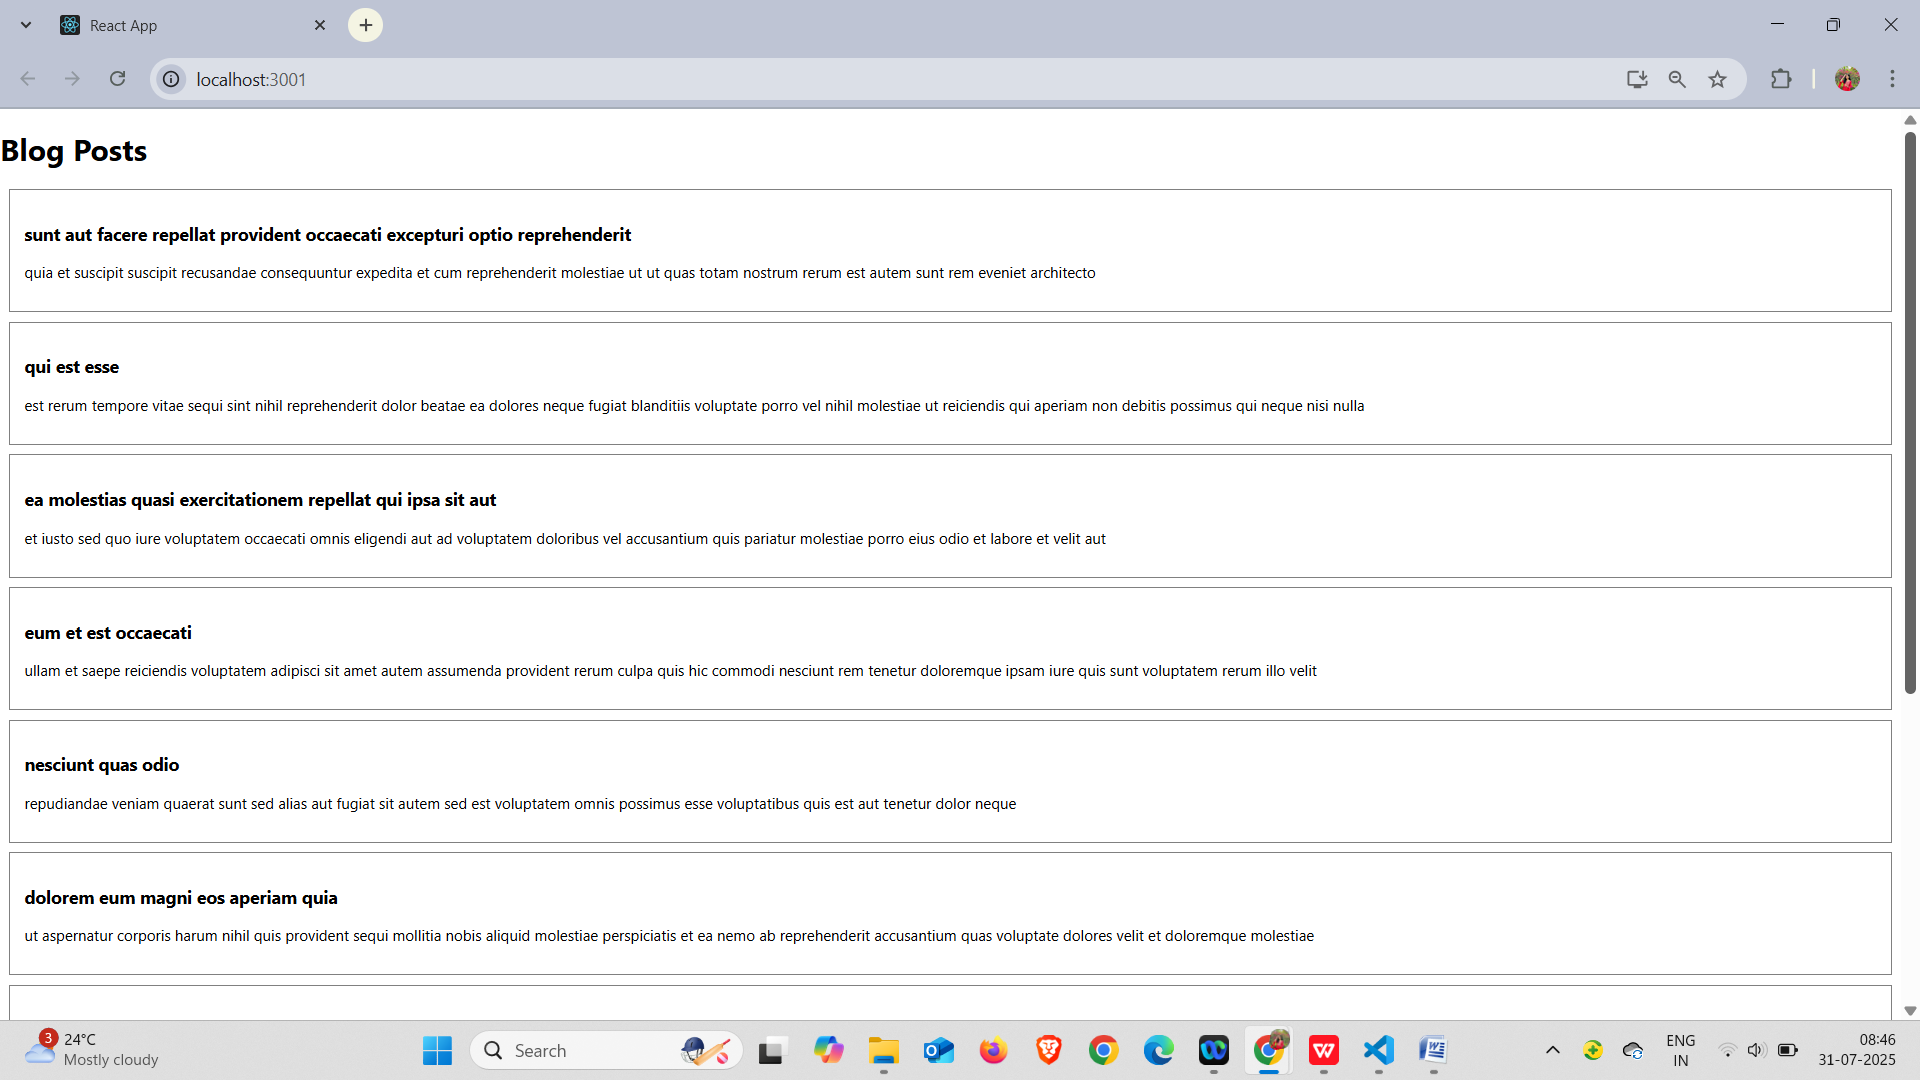 React App
localhost:3001
Blog Posts
sunt aut facere repellat provident occaecati excepturi optio reprehenderit
quia et suscipit suscipit recusandae consequuntur expedita et cum reprehenderit molestiae ut ut quas totam nostrum rerum est autem sunt rem eveniet architecto
qui est esse
est rerum tempore vitae sequi sint nihil reprehenderit dolor beatae ea dolores neque fugiat blanditiis voluptate porro vel nihil molestiae ut reiciendis qui aperiam non debitis possimus qui neque nisi nulla
ea molestias quasi exercitationem repellat qui ipsa sit aut
et iusto sed quo iure voluptatem occaecati omnis eligendi aut ad voluptatem doloribus vel accusantium quis pariatur molestiae porro eius odio et labore et velit aut
eum et est occaecati
ullam et saepe reiciendis voluptatem adipisci sit amet autem assumenda provident rerum culpa quis hic commodi nesciunt rem tenetur doloremque ipsam iure quis sunt voluptatem rerum illo velit
nesciunt quas odio
repudiandae veniam quaerat sunt sed alias aut fugiat sit autem sed est voluptatem omnis possimus esse voluptatibus quis est aut tenetur dolor neque
dolorem eum magni eos aperiam quia
ut aspernatur corporis harum nihil quis provident sequi mollitia nobis aliquid molestiae perspiciatis et ea nemo ab reprehenderit accusantium quas voluptate dolores velit et doloremque molestiae
3
24°C
Mostly cloudy
Search
ENG
IN
08:46
31-07-2025